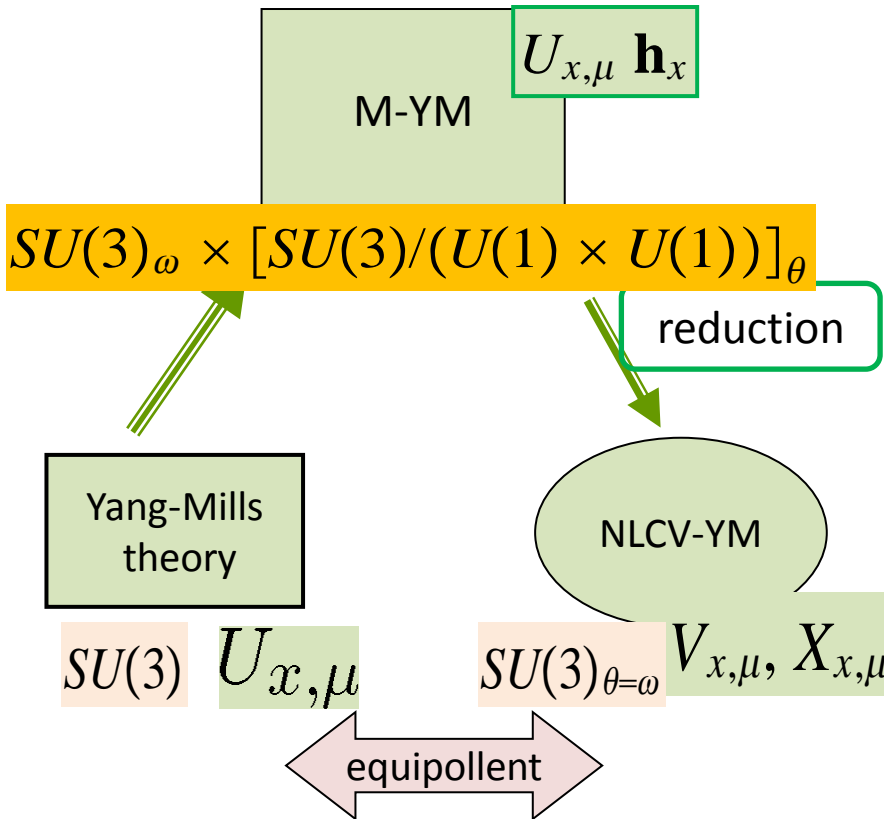 U_{x,μ} h_x
M-YM
SU(3)_ω × [SU(3)/(U(1) × U(1))]_θ
reduction
Yang-Mills
theory
NLCV-YM
SU(3) U_{x,μ}
SU(3)_{θ=ω} V_{x,μ}, X_{x,μ}
equipollent